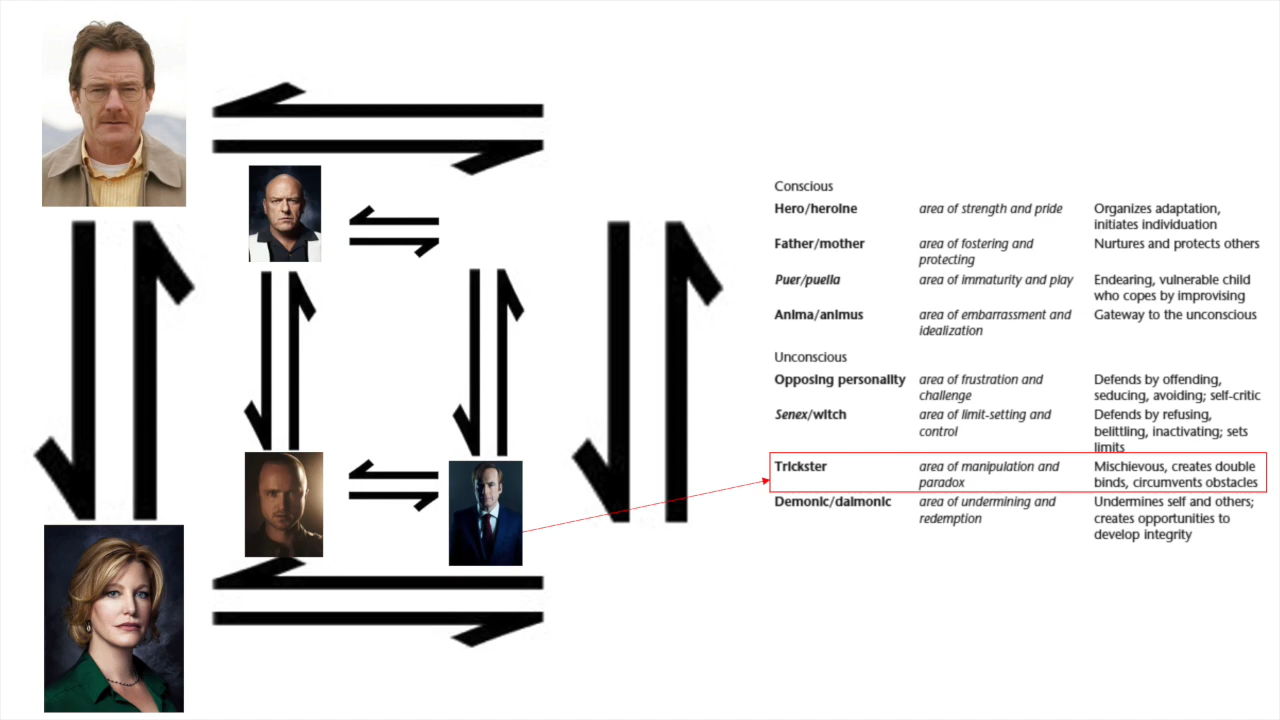 Conscious
Hero/heroine area of strength and pride Organizes adaptation,
initiates individuation
Father/mother area of fostering and Nurtures and protects others
protecting
Puer/puella area of immaturity and play Endearing, vulnerable child
who copes by improvising
Anima/animus area of embarrassment and Gateway to the unconscious
idealization
Unconscious
Opposing personality area of frustration and Defends by offending,
challenge seducing, avoiding; self-critic
Senex/witch area of limit-setting and Defends by refusing,
control belittling, inactivating; sets
limits
Trickster area of manipulation and Mischievous, creates double
paradox binds, circumvents obstacles
Demonic/daimonic area of undermining and Undermines self and others;
redemption creates opportunities to
develop integrity